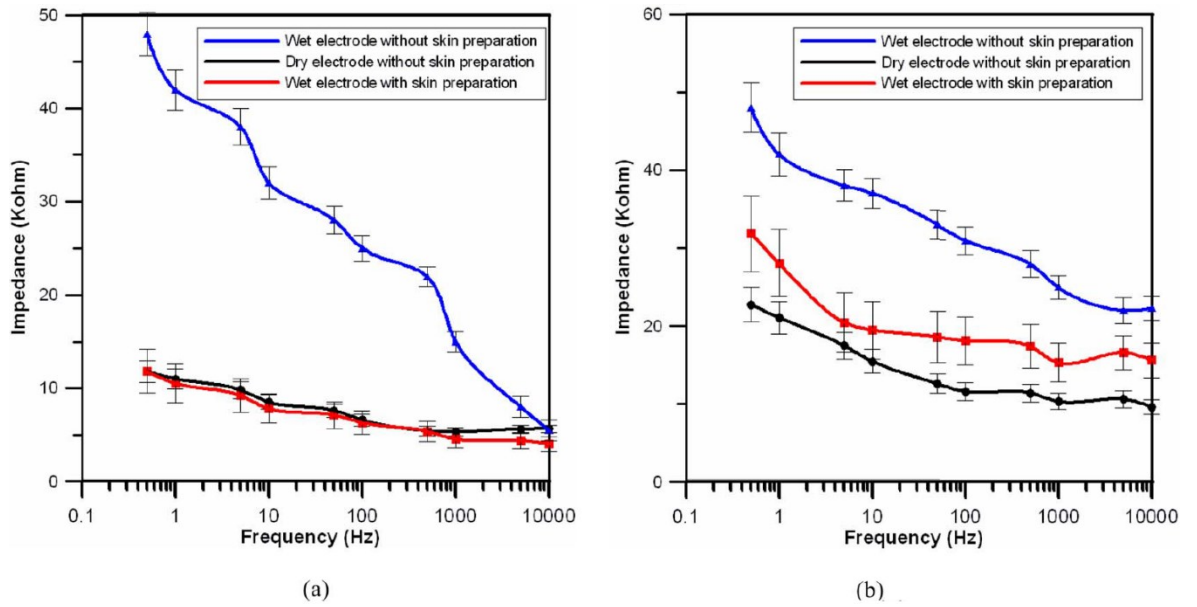 50
40
30
20
10
0
Impedance (Kohm)
Wet electrode without skin preparation
Dry electrode without skin preparation
Wet electrode with skin preparation
0.1
1
10
100
1000
10000
Frequency (Hz)
(a)
60
40
20
0
Impedance (Kohm)
Wet electrode without skin preparation
Dry electrode without skin preparation
Wet electrode with skin preparation
0.1
1
10
100
1000
10000
Frequency (Hz)
(b)